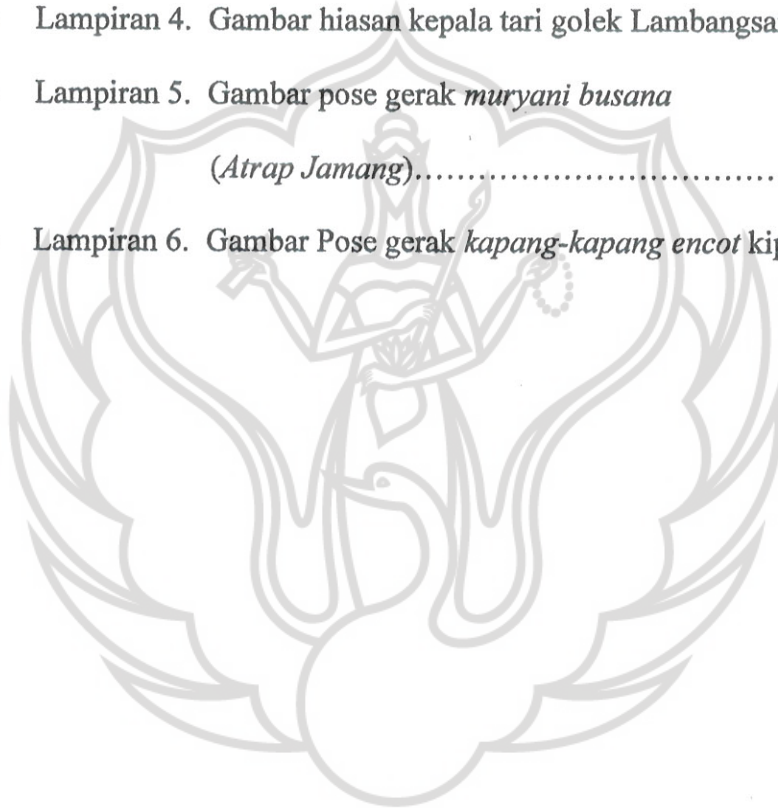 Lampiran 4. Gambar hiasan kepala tari golek Lambangsa
Lampiran 5. Gambar pose gerak muryani busana
(Atrap Jamang)..................................
Lampiran 6. Gambar Pose gerak kapang-kapang encot kip